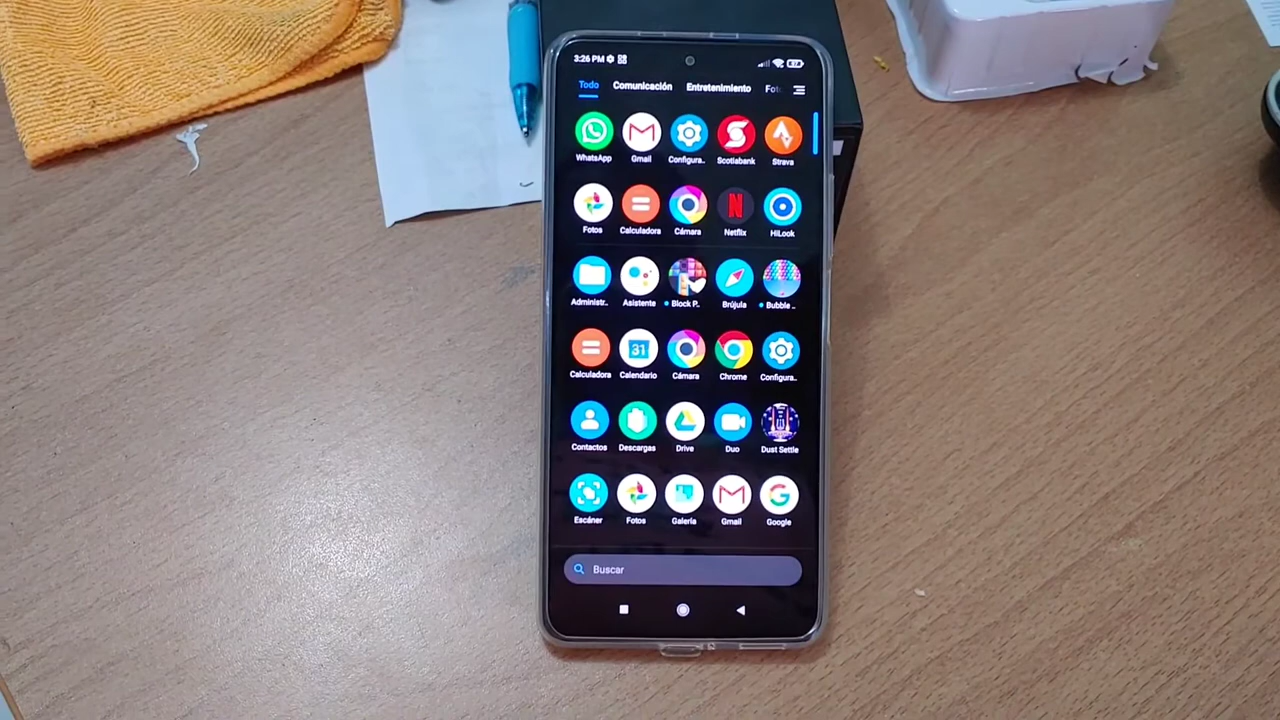 3:26 PM
Todo Comunicación Entretenimiento Fot
WhatsApp Gmail Configura.. Scotiabank Strava
Fotos Calculadora Cámara Netflix HiLook
Administr.. Asistente Block P.. Brújula Bubble ..
31
Calculadora Calendario Cámara Chrome Configura..
Contactos Descargas Drive Duo Dust Settle
Escáner Fotos Galería Gmail Google
Buscar